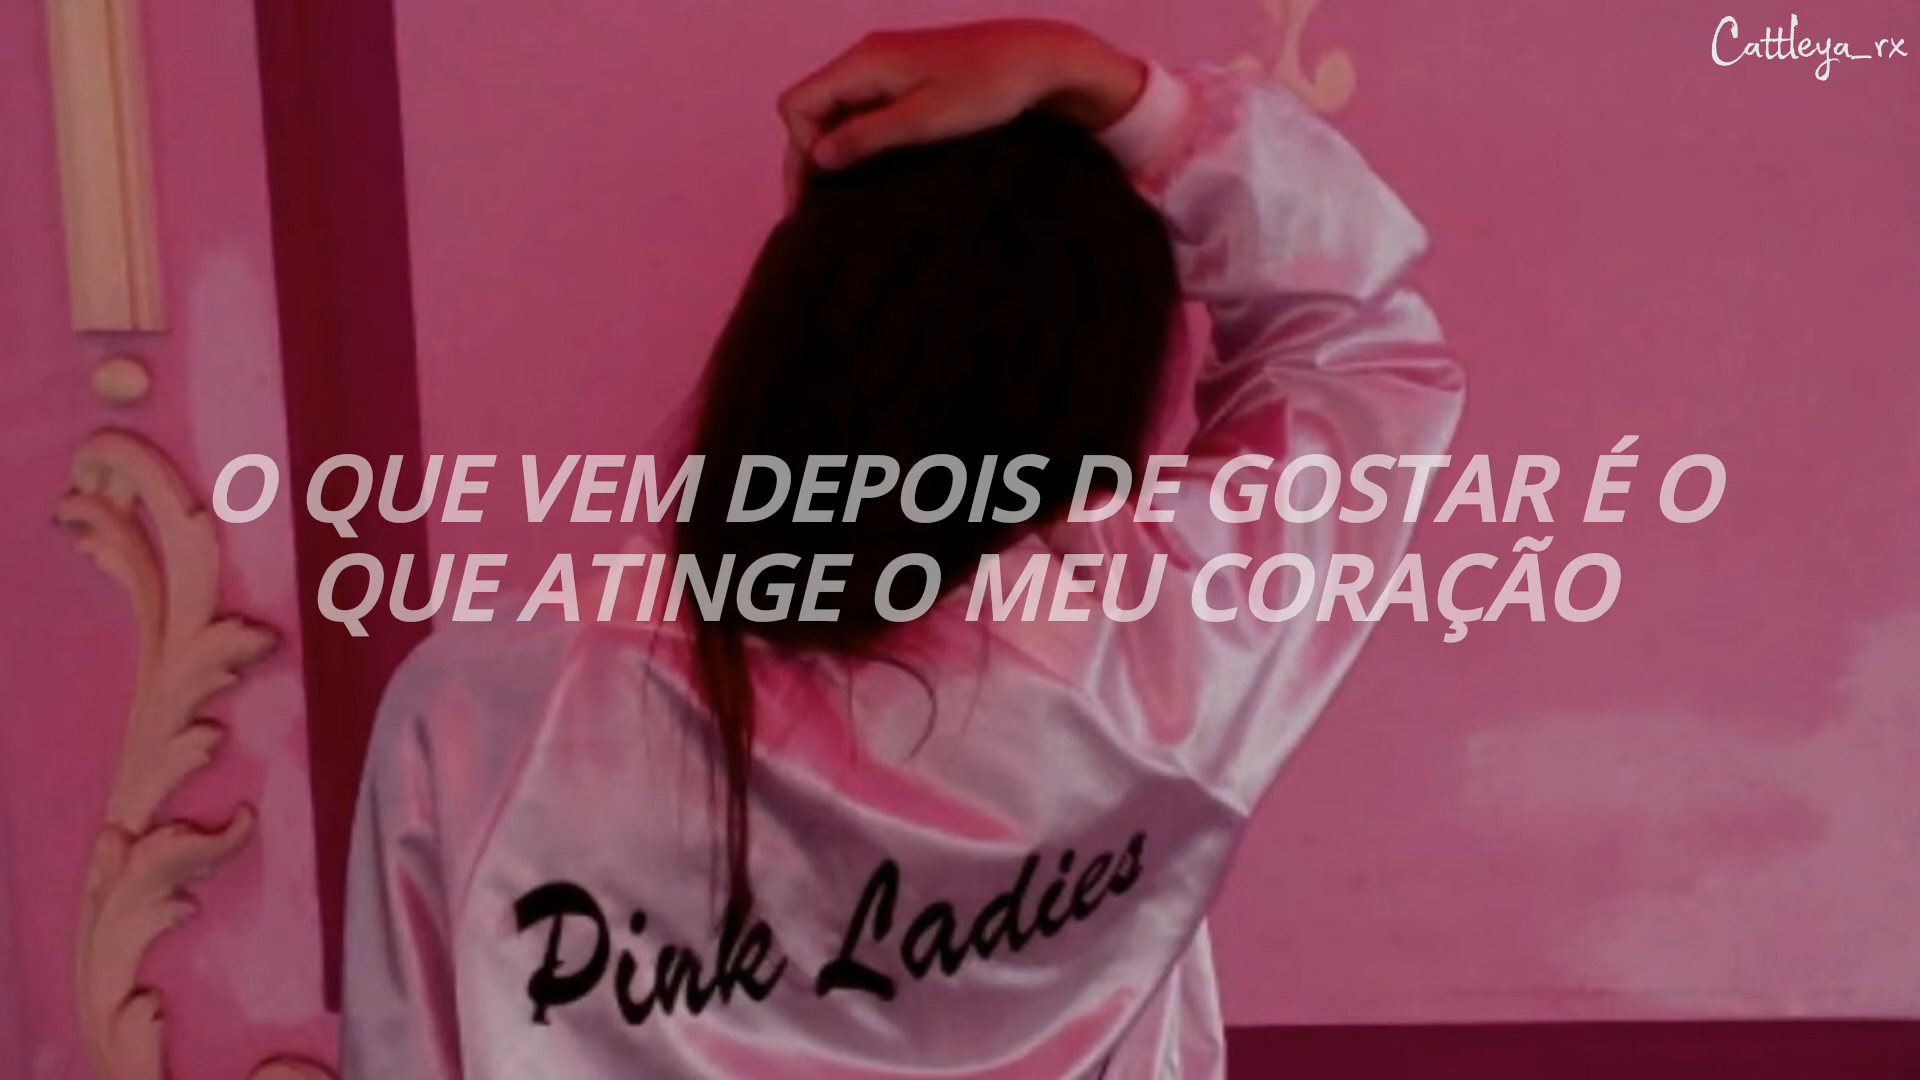 Cattleya_rx
O QUE VEM DEPOIS DE GOSTAR É O
QUE ATINGE O MEU CORAÇÃO
Pink Ladies